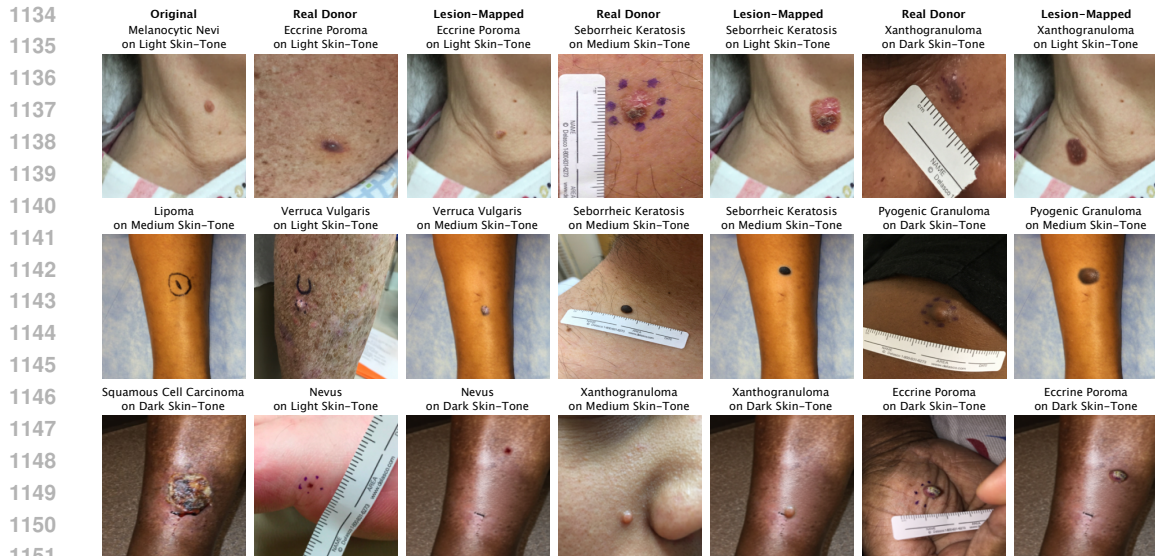 1134
1135
1136
1137
1138
1139
1140
1141
1142
1143
1144
1145
1146
1147
1148
1149
1150
1151
Original Real Donor Lesion-Mapped Real Donor Lesion-Mapped Real Donor Lesion-Mapped
Melanocytic Nevi Eccrine Poroma Eccrine Poroma Seborrheic Keratosis Seborrheic Keratosis Xanthogranuloma Xanthogranuloma
on Light Skin-Tone on Light Skin-Tone on Light Skin-Tone on Medium Skin-Tone on Light Skin-Tone on Dark Skin-Tone on Light Skin-Tone
NAME
NAME
© Delasco
Lipoma Verruca Vulgaris Verruca Vulgaris Seborrheic Keratosis Seborrheic Keratosis Pyogenic Granuloma Pyogenic Granuloma
on Medium Skin-Tone on Light Skin-Tone on Medium Skin-Tone on Medium Skin-Tone on Medium Skin-Tone on Dark Skin-Tone on Medium Skin-Tone
Squamous Cell Carcinoma Nevus Nevus Xanthogranuloma Xanthogranuloma Eccrine Poroma Eccrine Poroma
on Dark Skin-Tone on Light Skin-Tone on Dark Skin-Tone on Medium Skin-Tone on Dark Skin-Tone on Dark Skin-Tone on Dark Skin-Tone
AREA